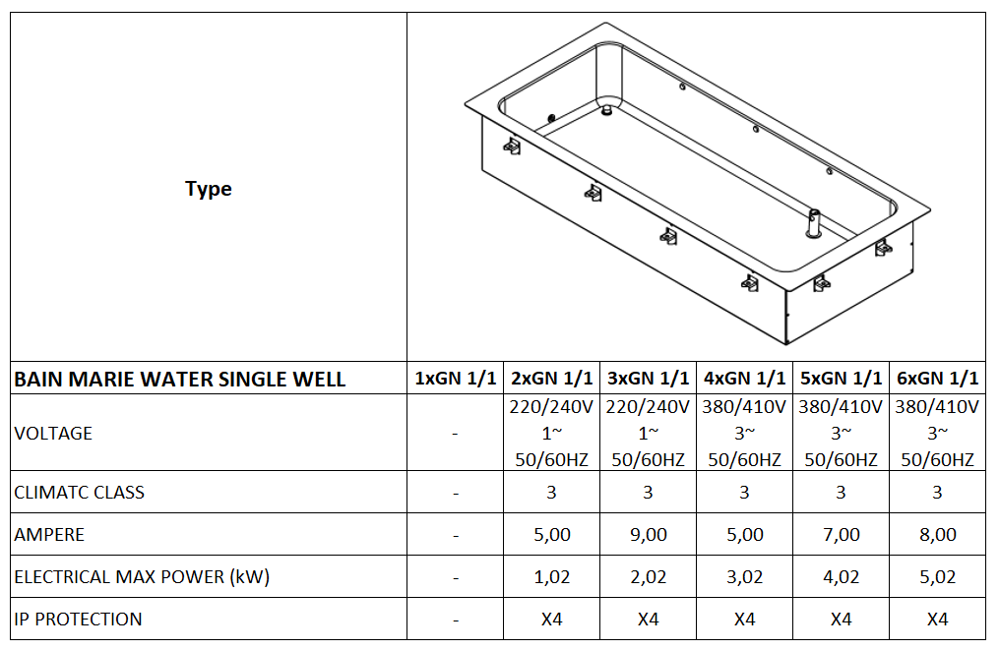 Type
BAIN MARIE WATER SINGLE WELL 1xGN 1/1 2xGN 1/1 3xGN 1/1 4xGN 1/1 5xGN 1/1 6xGN 1/1
220/240V 220/240V 380/410V 380/410V 380/410V
VOLTAGE - 1~ 1~ 3~ 3~ 3~
50/60HZ 50/60HZ 50/60HZ 50/60HZ 50/60HZ
CLIMATC CLASS - 3 3 3 3 3
AMPERE - 5,00 9,00 5,00 7,00 8,00
ELECTRICAL MAX POWER (kW) - 1,02 2,02 3,02 4,02 5,02
IP PROTECTION - X4 X4 X4 X4 X4